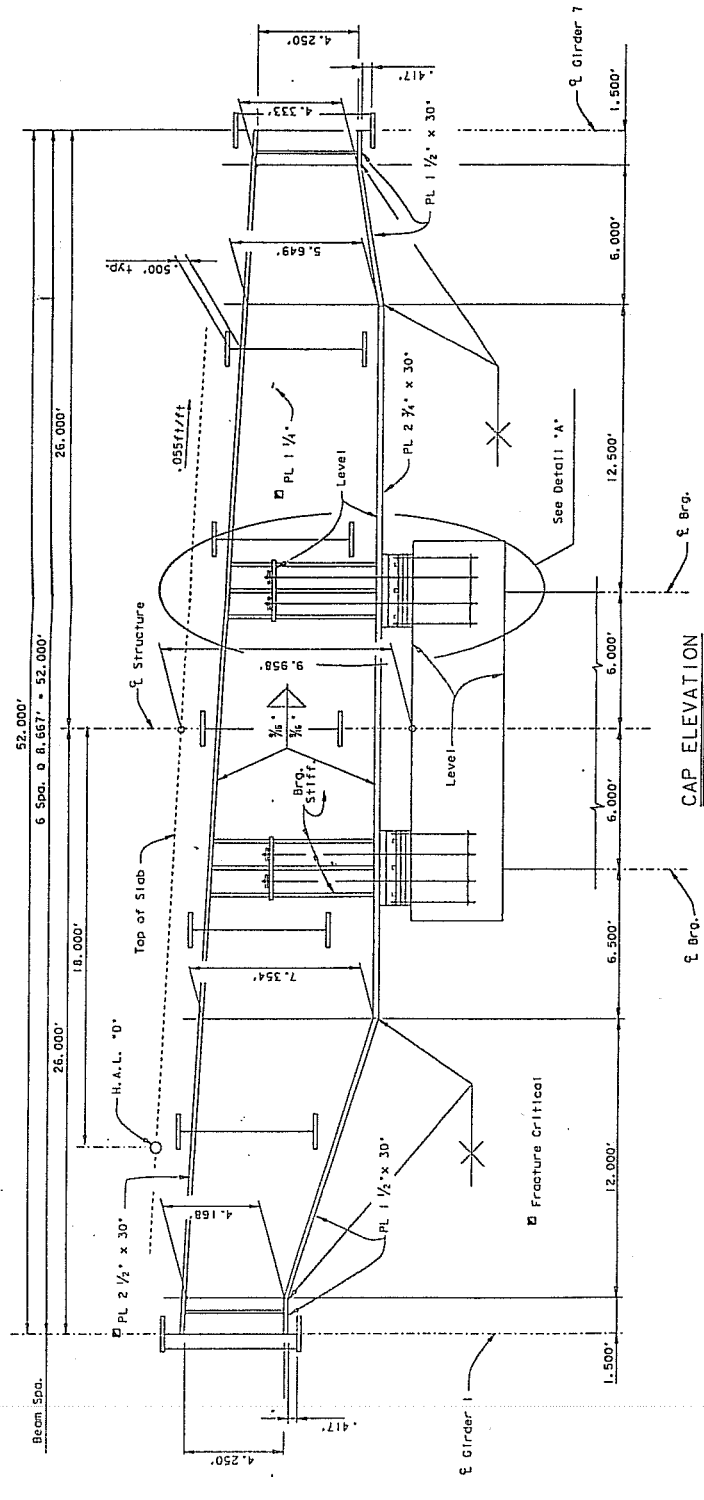 52.000'
Beam Spa.
6 Spa. @ 8.667' = 52.000'
26.000'
26.000'
18.000'
℄ Structure
H.A.L. "D"
Top of Slab
.055ft/ft
.500' typ.
PL 2 ½" x 30"
4.250'
4.168'
7.354'
9.958'
5.649'
4.333'
4.250'
.417'
.417'
PL 1 ¼"
Level
5/16"
5/16"
Brg.
Stiff.
PL 1 ½" x 30"
PL 2 ¾" x 30"
PL 1 ½" x 30"
Level
See Detail "A"
Fracture Critical
℄ Girder 1
℄ Girder 7
1.500'
12.000'
6.500'
6.000'
6.000'
12.500'
6.000'
1.500'
℄ Brg.
℄ Brg.
CAP ELEVATION